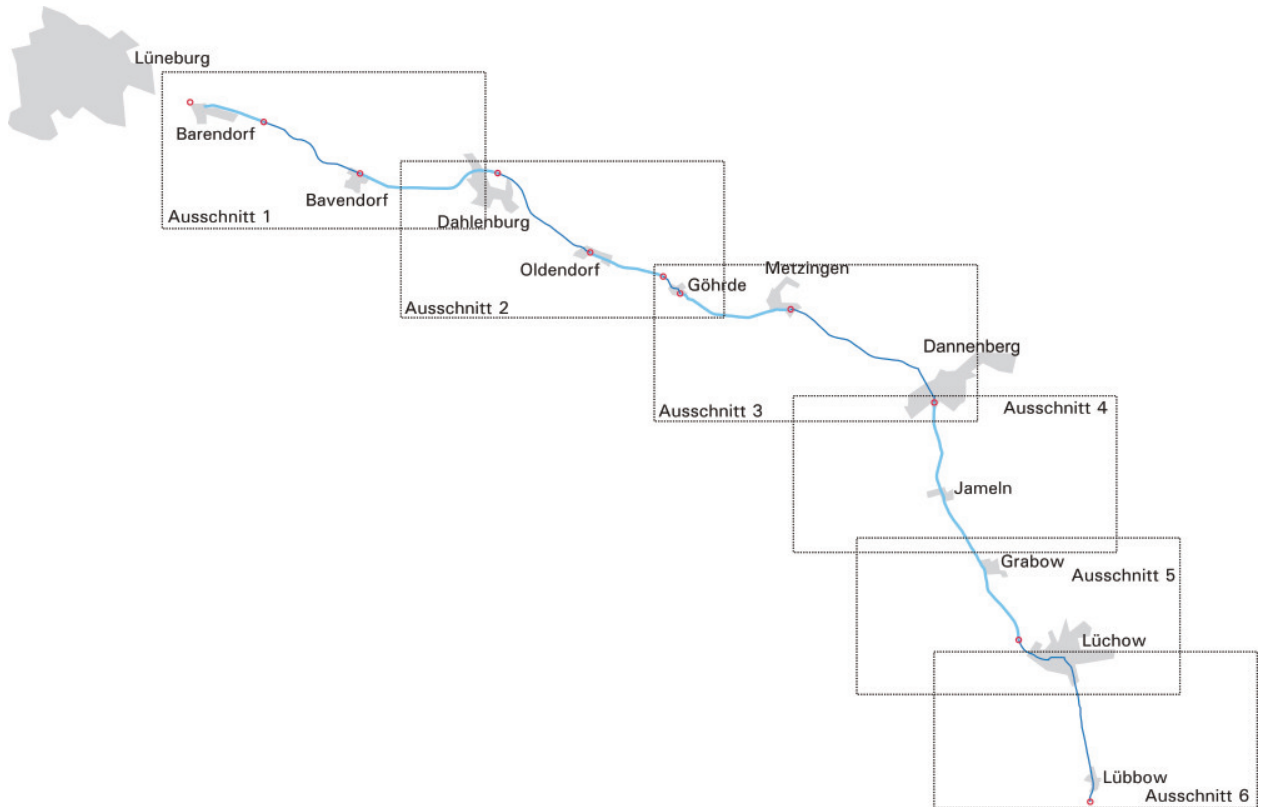 Lüneburg
Barendorf
Bavendorf
Ausschnitt 1
Dahlenburg
Oldendorf
Ausschnitt 2
Göhrde
Metzingen
Dannenberg
Ausschnitt 3
Ausschnitt 4
Jameln
Grabow
Ausschnitt 5
Lüchow
Lübbow
Ausschnitt 6